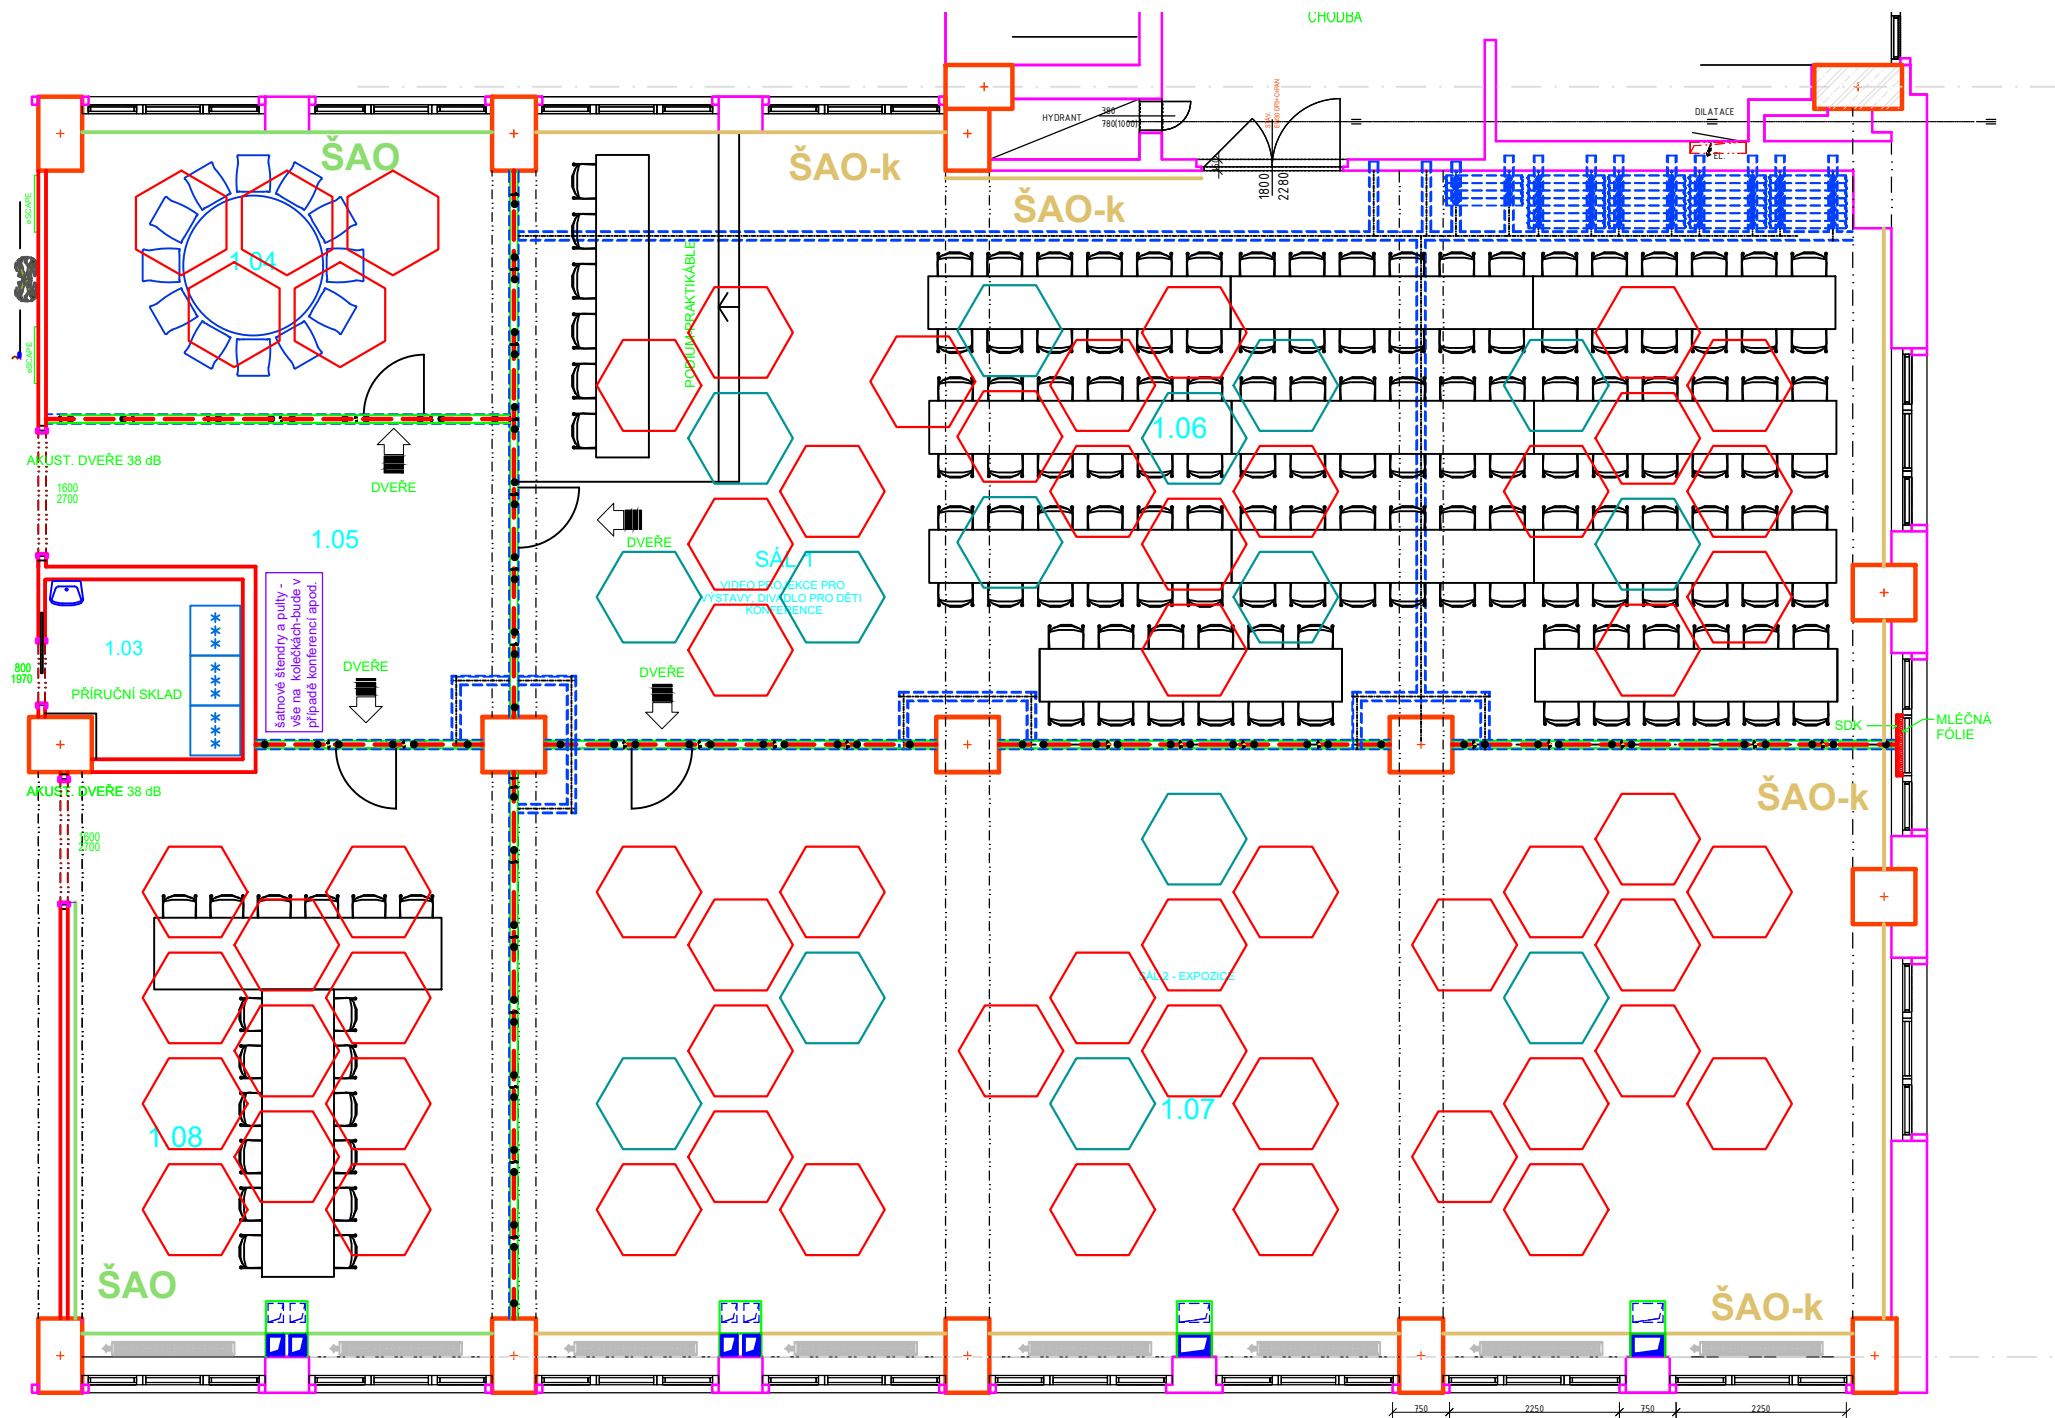 CHODBA
HYDRANT
380
780(1000)
DILATACE
EL.
1800
2280
ŠAO
ŠAO-k
ŠAO-k
eSCAPE
1.04
PODIUM-PRAKTIKÁBLE
eSCAPE
1.06
AKUST. DVEŘE 38 dB
1600
2700
DVEŘE
1.05
DVEŘE
SÁL 1
VIDEO PROJEKCE PRO
VÝSTAVY, DIVADLO PRO DĚTI
KONFERENCE
šatnové štendry a pulty -
vše na kolečkách-bude v
případě konferencí apod.
1.03
PŘÍRUČNÍ SKLAD
800
1970
DVEŘE
DVEŘE
SDK
MLÉČNÁ
FÓLIE
AKUST. DVEŘE 38 dB
1600
2700
ŠAO-k
SÁL 2 - EXPOZICE
1.07
1.08
ŠAO
ŠAO-k
750
2250
750
2250